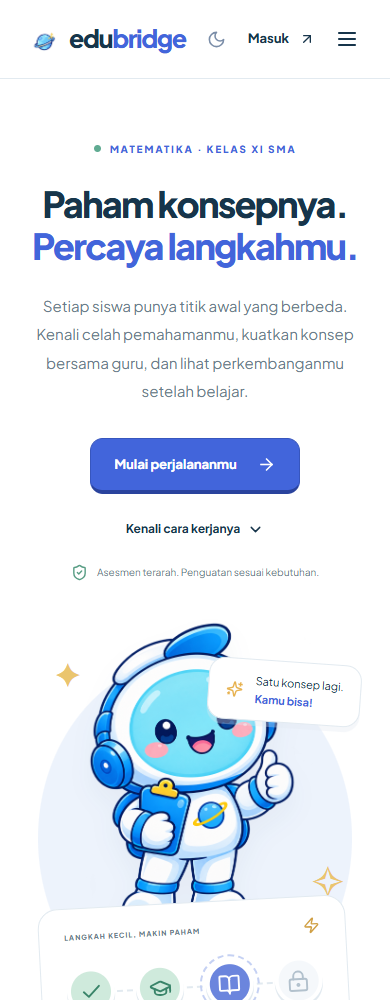 edubridge
Masuk
MATEMATIKA · KELAS XI SMA
Paham konsepnya.
Percaya langkahmu.
Setiap siswa punya titik awal yang berbeda.
Kenali celah pemahamanmu, kuatkan konsep
bersama guru, dan lihat perkembanganmu
setelah belajar.
Mulai perjalananmu
Kenali cara kerjanya
Asesmen terarah. Penguatan sesuai kebutuhan.
Satu konsep lagi.
Kamu bisa!
LANGKAH KECIL, MAKIN PAHAM